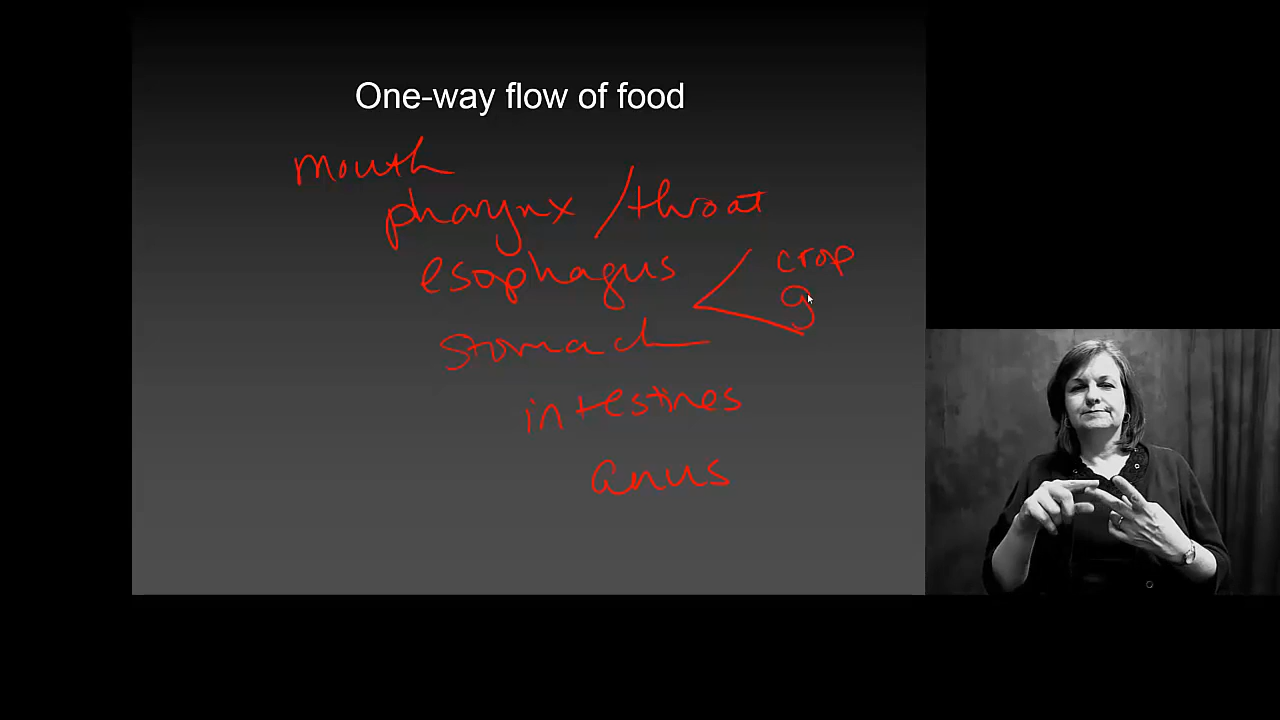 One-way flow of food
mouth
pharynx / throat
esophagus < crop
g
stomach
intestines
anus